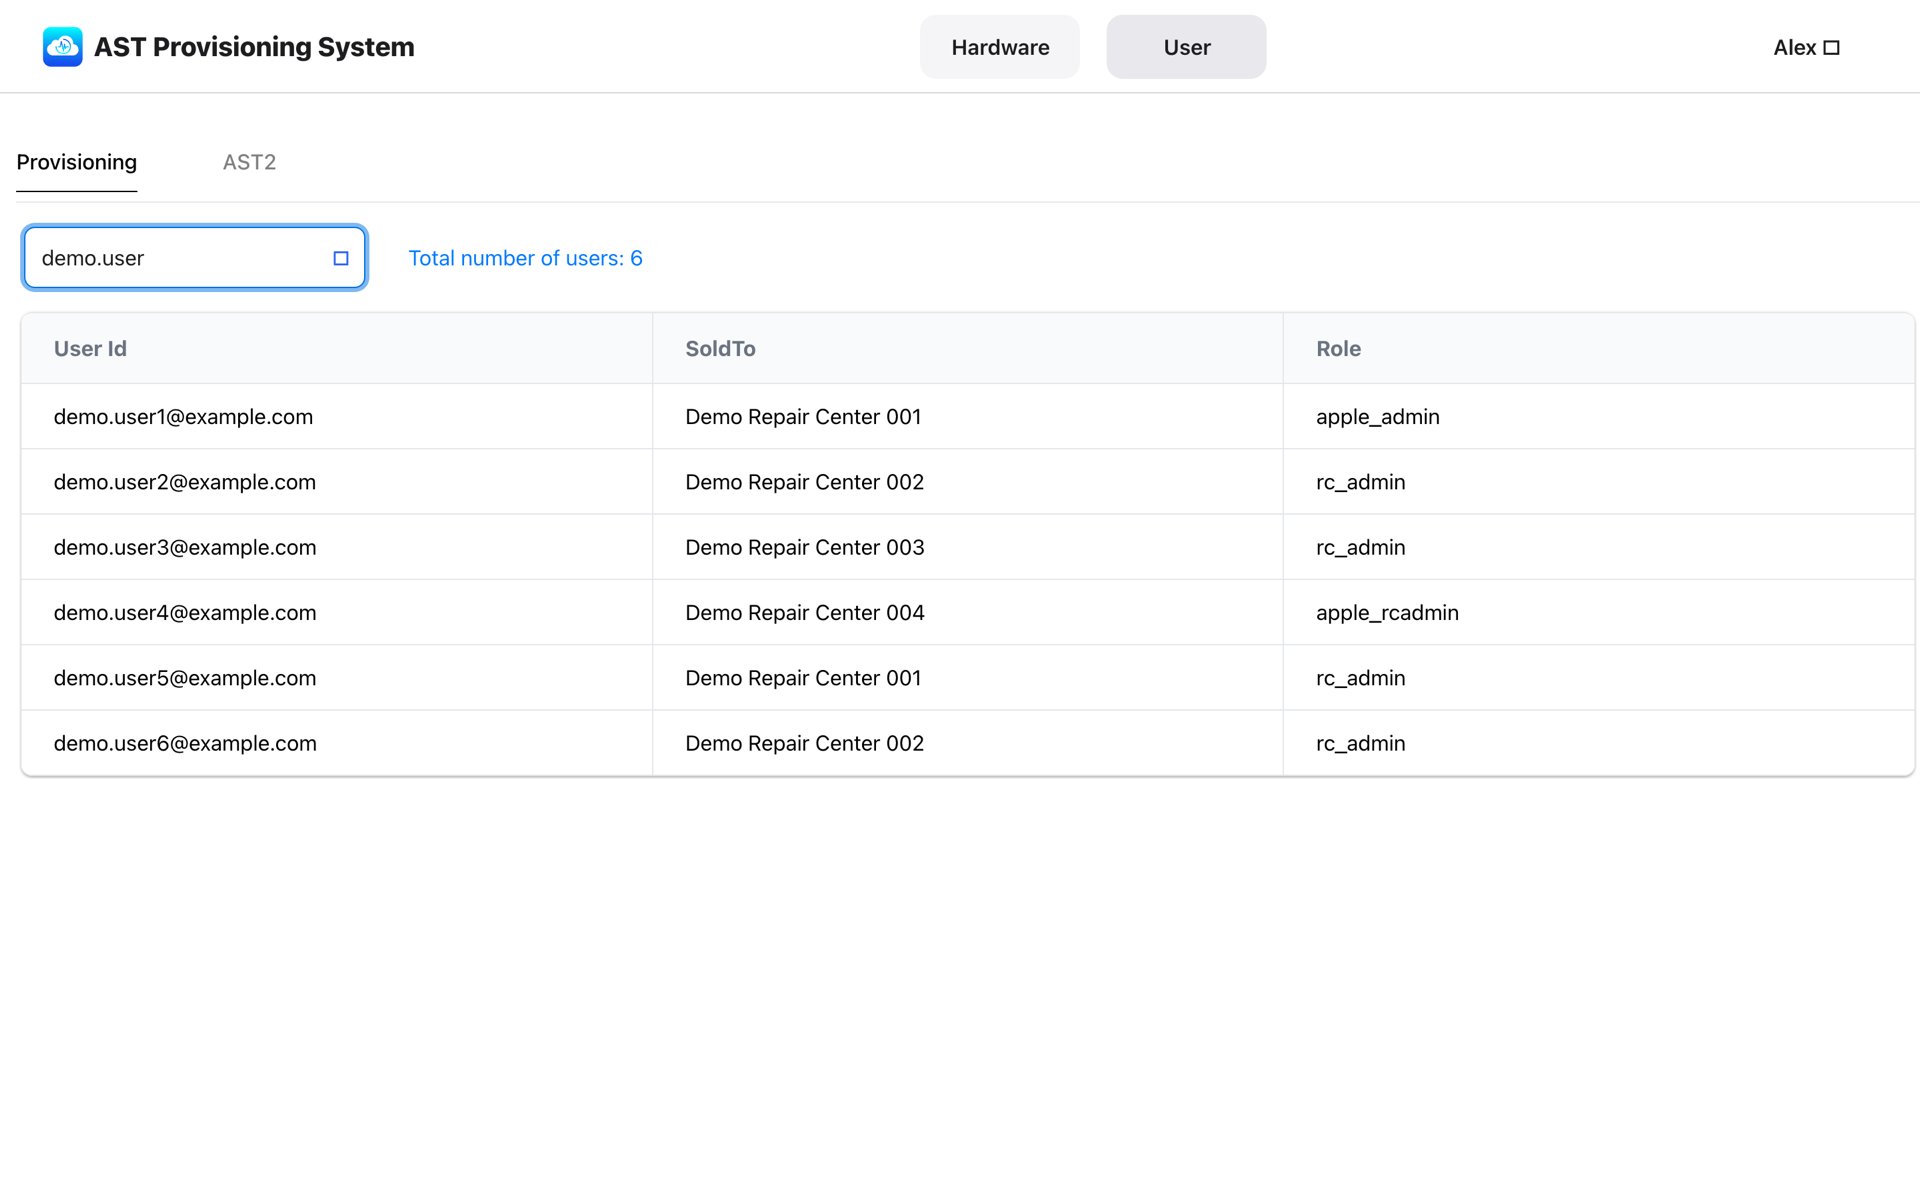 AST Provisioning System
Hardware
User
Alex
Provisioning
AST2
demo.user
Total number of users: 6
User Id
SoldTo
Role
demo.user1@example.com
Demo Repair Center 001
apple_admin
demo.user2@example.com
Demo Repair Center 002
rc_admin
demo.user3@example.com
Demo Repair Center 003
rc_admin
demo.user4@example.com
Demo Repair Center 004
apple_rcadmin
demo.user5@example.com
Demo Repair Center 001
rc_admin
demo.user6@example.com
Demo Repair Center 002
rc_admin